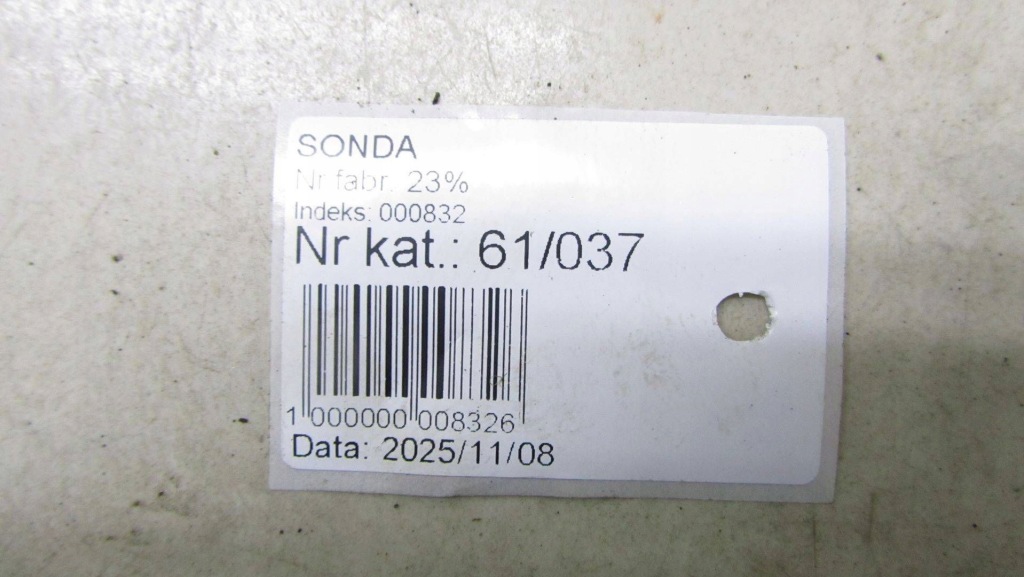 SONDA
Nr fabr. 23%
Indeks: 000832
Nr kat.: 61/037
1 000000 008326
Data: 2025/11/08